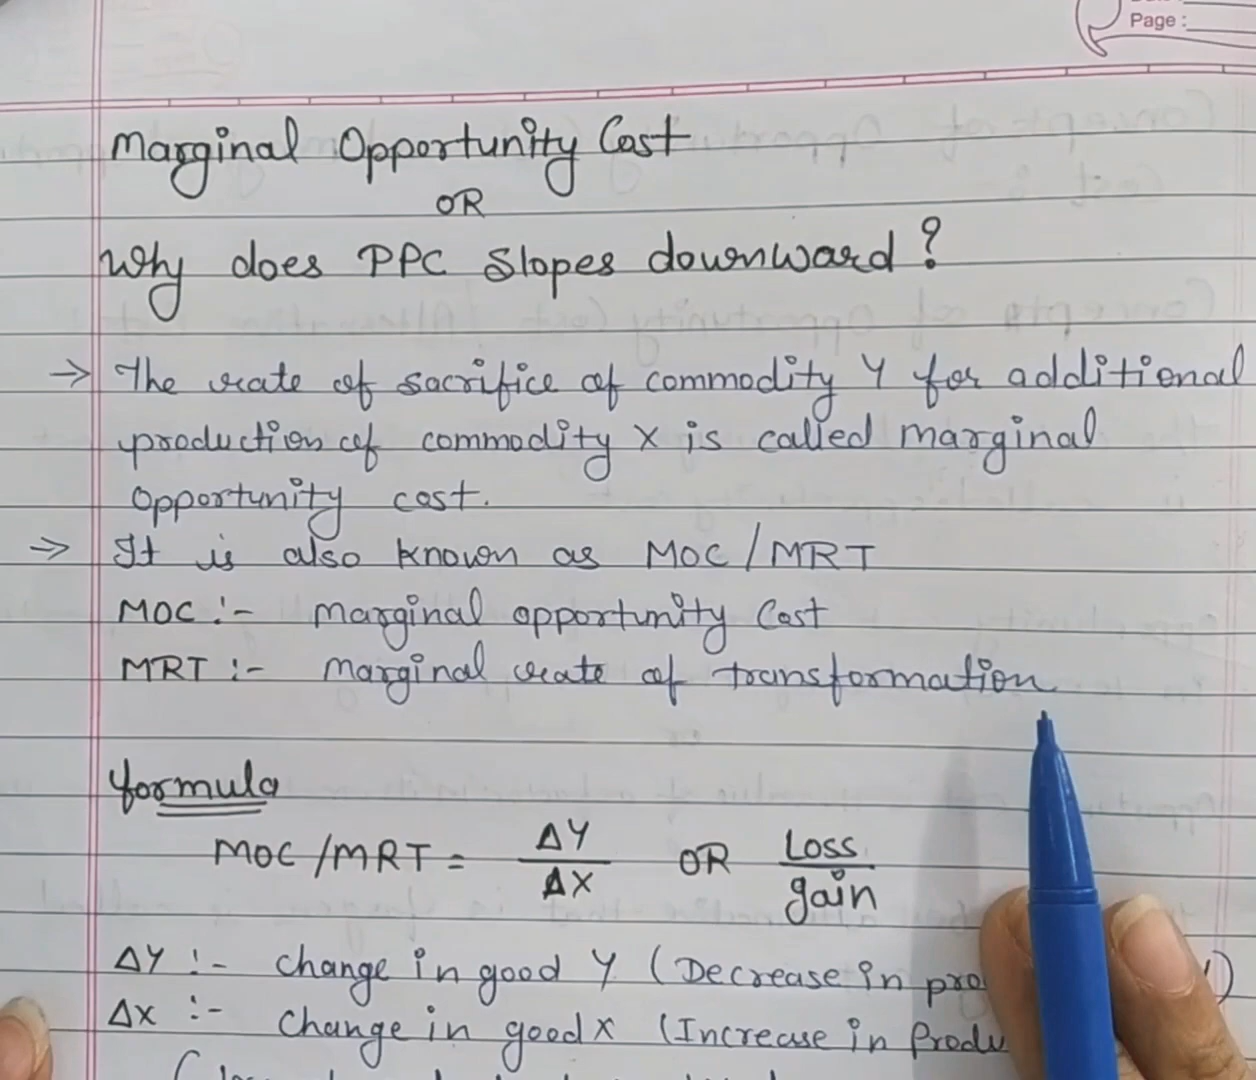 Page :
Marginal Opportunity Cost
OR
Why does PPC Slopes downward?
→ The rate of sacrifice of commodity Y for additional
production of commodity X is called marginal
opportunity cost.
⇒ It is also known as MOC/MRT
MOC :- Marginal opportunity Cost
MRT :- Marginal rate of transformation
formula
MOC/MRT = ΔY/ΔX OR Loss/gain
ΔY :- Change in good Y (Decrease in
ΔX :- Change in good X (Increase in